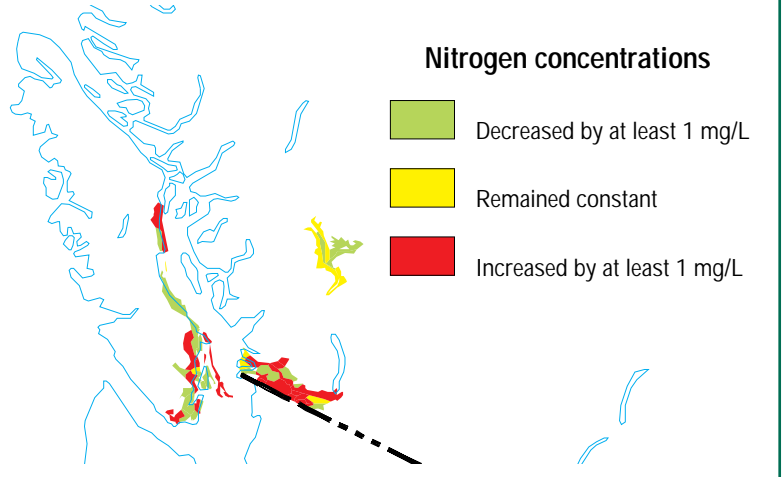 Nitrogen concentrations
Decreased by at least 1 mg/L
Remained constant
Increased by at least 1 mg/L